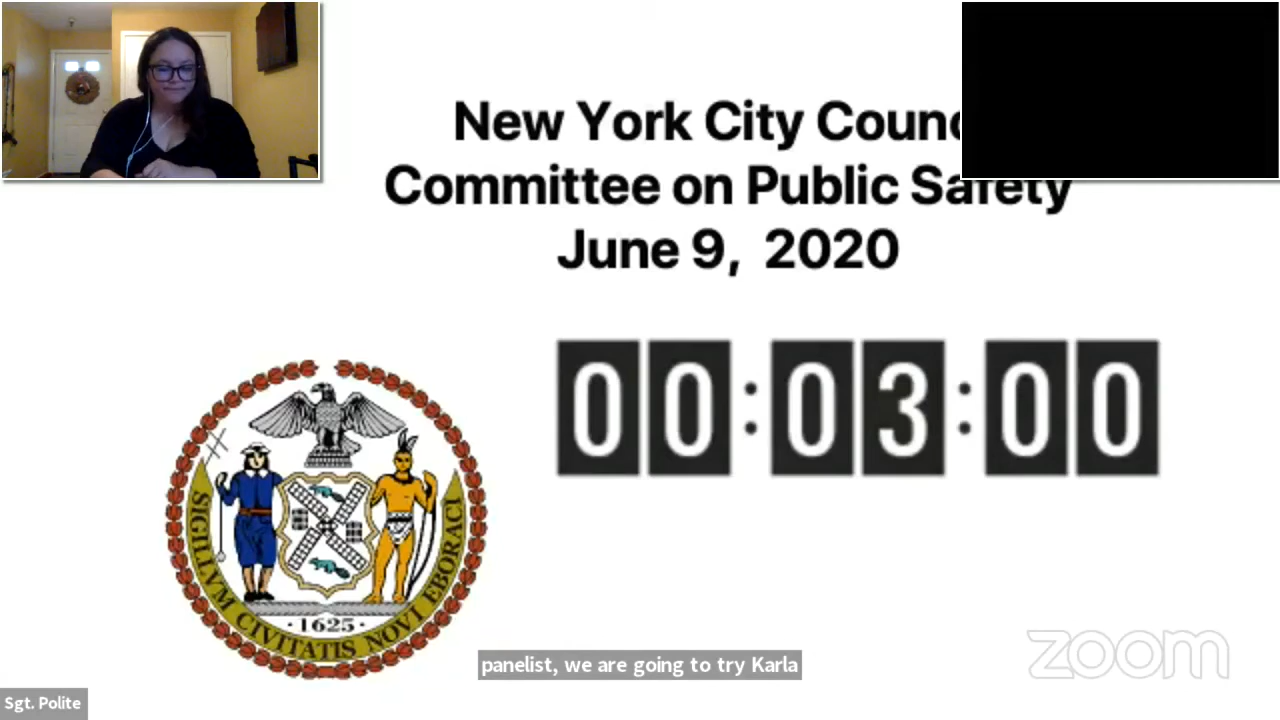 New York City Counc
Committee on Public Safety
June 9, 2020
00:03:00
SIGILLVM CIVITATIS NOVI EBORACI
·1625·
panelist, we are going to try Karla
zoom
Sgt. Polite